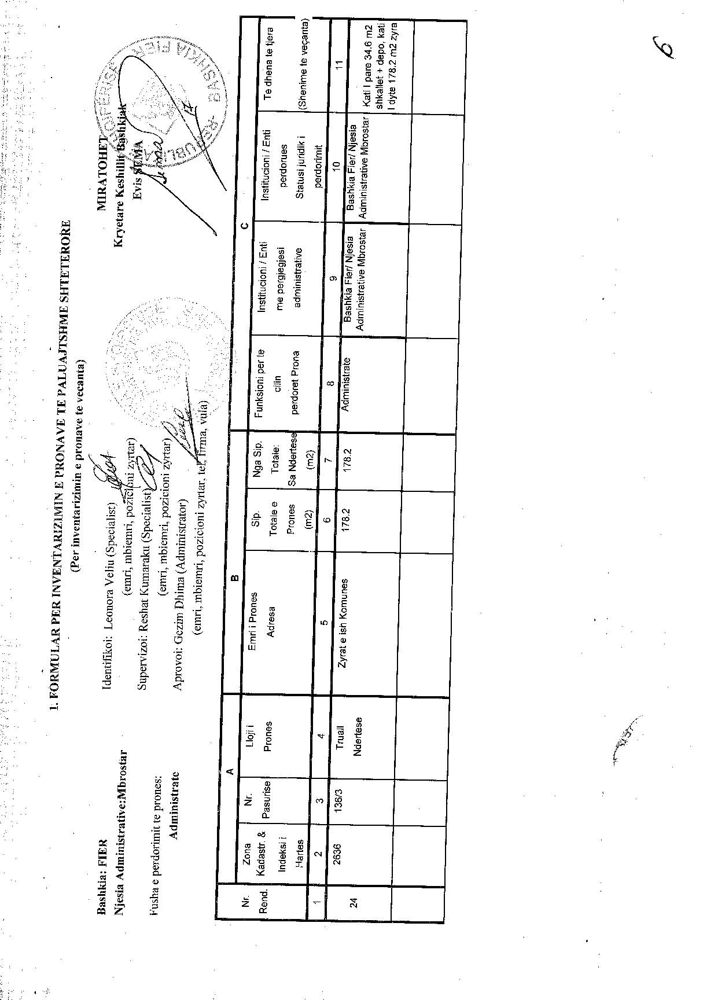 1. FORMULAR PER INVENTARIZIMIN E PRONAVE TE PALUAJTSHME SHTETERORE
(Per inventarizimin e pronave te vecanta)
Bashkia: FIER
Njesia Administrative:Mbrostar
Fusha e perdorimit te prones:
Administrate
Identifikoi: Leonora Veliu (Specialist)
(emri, mbiemri, pozicioni zyrtar)
Supervizoi: Reshat Kumaraku (Specialist)
(emri, mbiemri, pozicioni zyrtar)
Aprovoi: Gezim Dhima (Administrator)
(emri, mbiemri, pozicioni zyrtar, tel, firma, vula)
MIRATOHET
Kryetare Keshillit Bashkiak
Evis SEMA
A B C
Nr. Rend.
Zona Kadastr. & Indeksi i Hartes
Nr. Pasurise
Lloji i Prones
Emri i Prones Adresa
Sip. Totale e Prones (m2)
Nga Sip. Totale: Sa Ndertese (m2)
Funksioni per te cilin perdoret Prona
Institucioni / Enti me pergjegjesi administrative
Institucioni / Enti perdorues Statusi juridik i perdorimit
Te dhena te tjera (Shenime te veçanta)
1 2 3 4 5 6 7 8 9 10 11
24
2636
136/3
Truall Ndertese
Zyrat e ish Komunes
178.2
178.2
Administrate
Bashkia Fier/ Njesia Administrative Mbrostar
Bashkia Fier/ Njesia Administrative Mbrostar
Kati I pare 34.6 m2 shkallet + depo, kati I dyte 178.2 m2 zyra